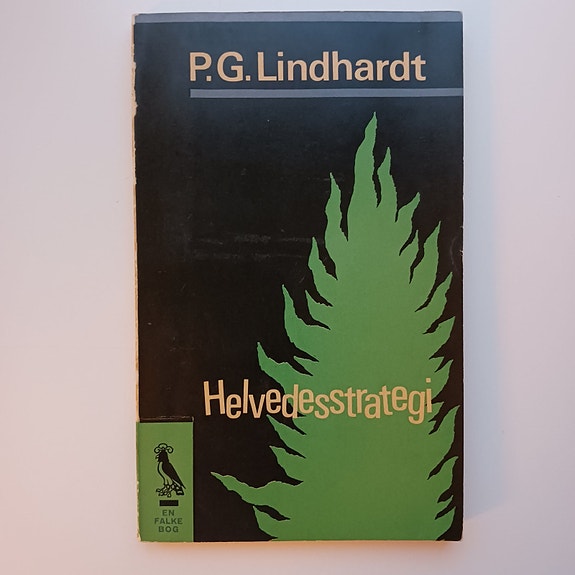 P.G. Lindhardt
Helvedesstrategi
EN
FALKE
BOG